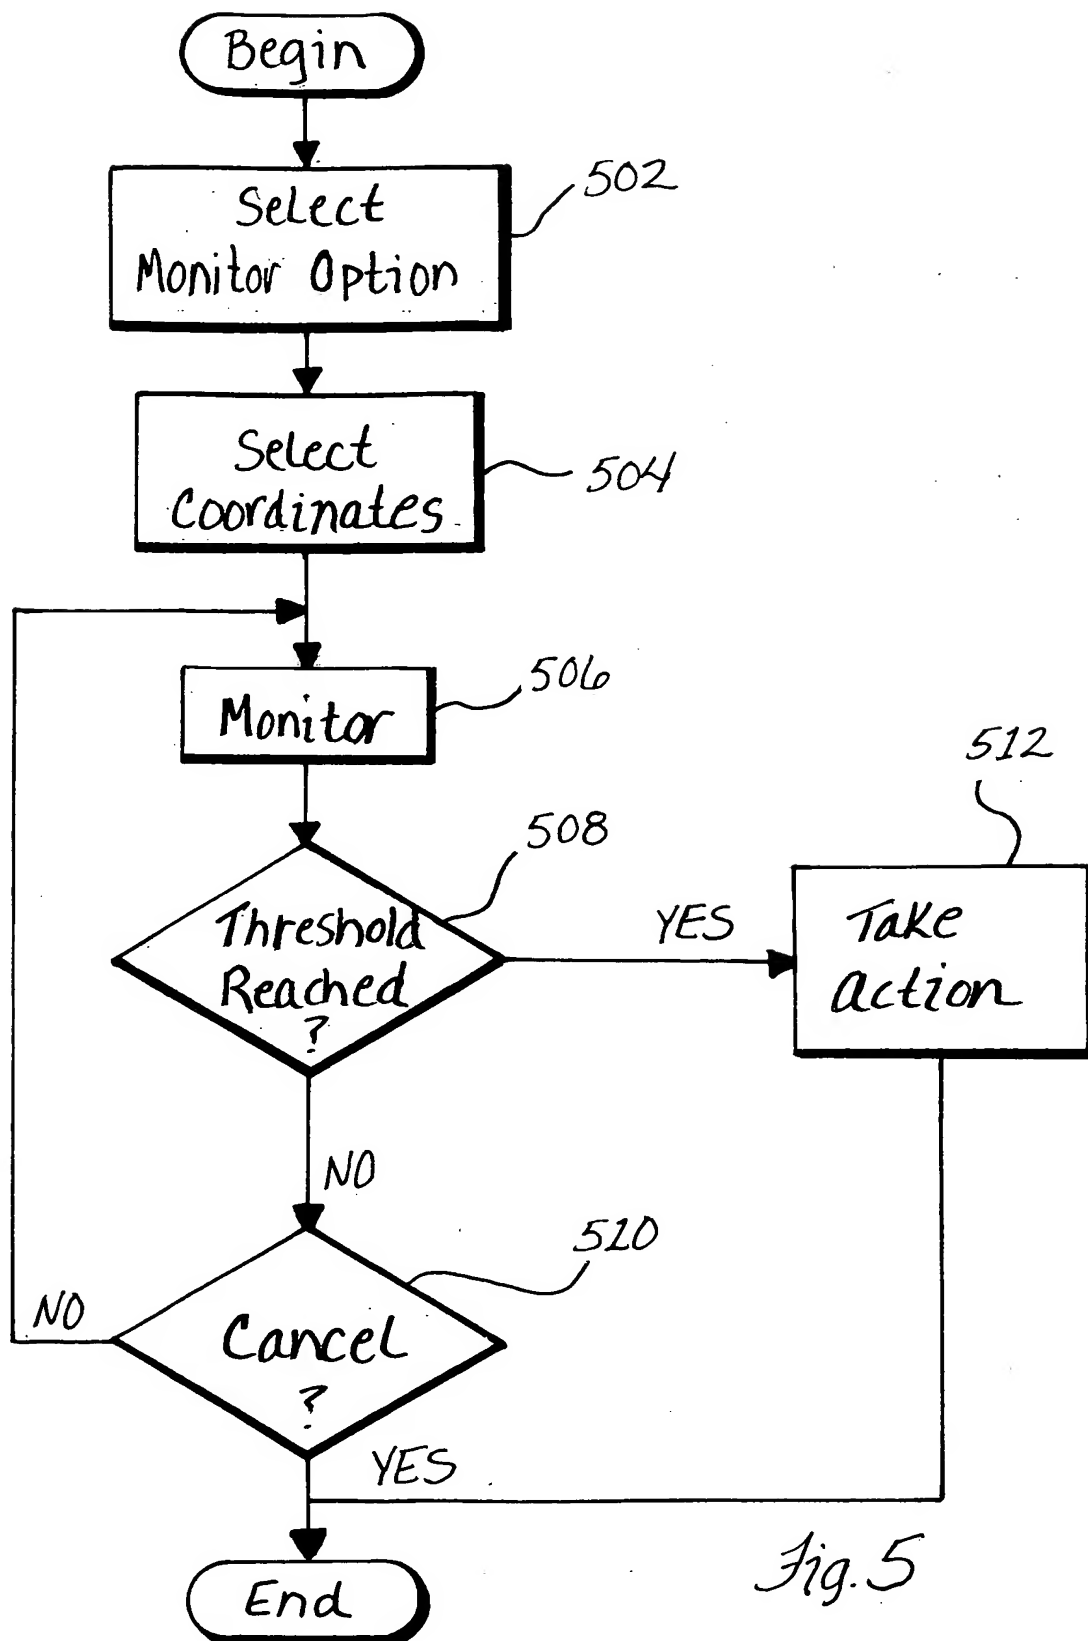 Begin
Select
Monitor Option
502
Select
Coordinates
504
Monitor
506
Threshold
Reached
?
508
YES
Take
Action
512
NO
Cancel
?
510
NO
YES
End
Fig. 5